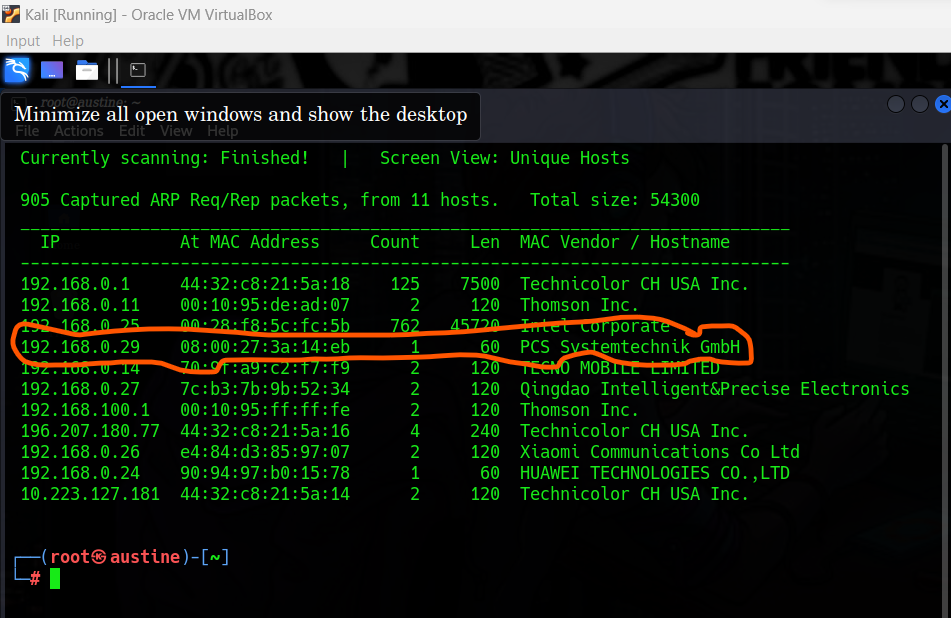 Kali [Running] - Oracle VM VirtualBox
Input Help
root@austine: ~
Minimize all open windows and show the desktop
File Actions Edit View Help
Currently scanning: Finished! | Screen View: Unique Hosts
905 Captured ARP Req/Rep packets, from 11 hosts. Total size: 54300
IP At MAC Address Count Len MAC Vendor / Hostname
192.168.0.1 44:32:c8:21:5a:18 125 7500 Technicolor CH USA Inc.
192.168.0.11 00:10:95:de:ad:07 2 120 Thomson Inc.
192.168.0.25 00:28:f8:5c:fc:5b 762 45720 Intel Corporate
192.168.0.29 08:00:27:3a:14:eb 1 60 PCS Systemtechnik GmbH
192.168.0.14 70:9f:a9:c2:f7:f9 2 120 TECNO MOBILE LIMITED
192.168.0.27 7c:b3:7b:9b:52:34 2 120 Qingdao Intelligent&Precise Electronics
192.168.100.1 00:10:95:ff:ff:fe 2 120 Thomson Inc.
196.207.180.77 44:32:c8:21:5a:16 4 240 Technicolor CH USA Inc.
192.168.0.26 e4:84:d3:85:97:07 2 120 Xiaomi Communications Co Ltd
192.168.0.24 90:94:97:b0:15:78 1 60 HUAWEI TECHNOLOGIES CO.,LTD
10.223.127.181 44:32:c8:21:5a:14 2 120 Technicolor CH USA Inc.
┌──(root㉿austine)-[~]
└─#